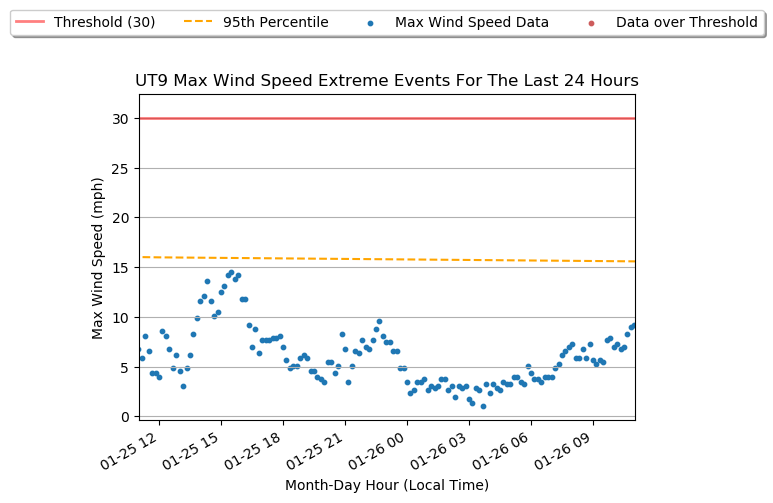 Threshold (30) 95th Percentile Max Wind Speed Data Data over Threshold
UT9 Max Wind Speed Extreme Events For The Last 24 Hours
Max Wind Speed (mph)
30
25
20
15
10
5
0
01-25 12 01-25 15 01-25 18 01-25 21 01-26 00 01-26 03 01-26 06 01-26 09
Month-Day Hour (Local Time)